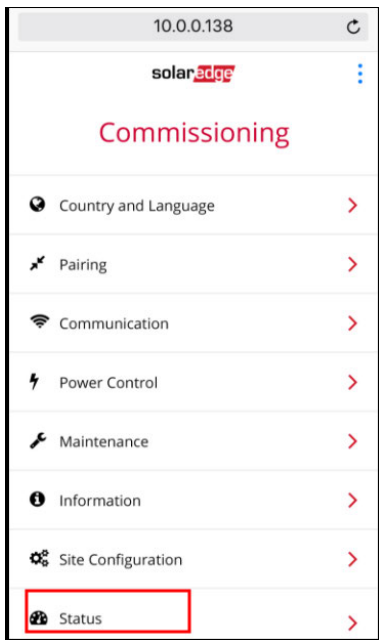 10.0.0.138
solaredge
Commissioning
Country and Language
Pairing
Communication
Power Control
Maintenance
Information
Site Configuration
Status